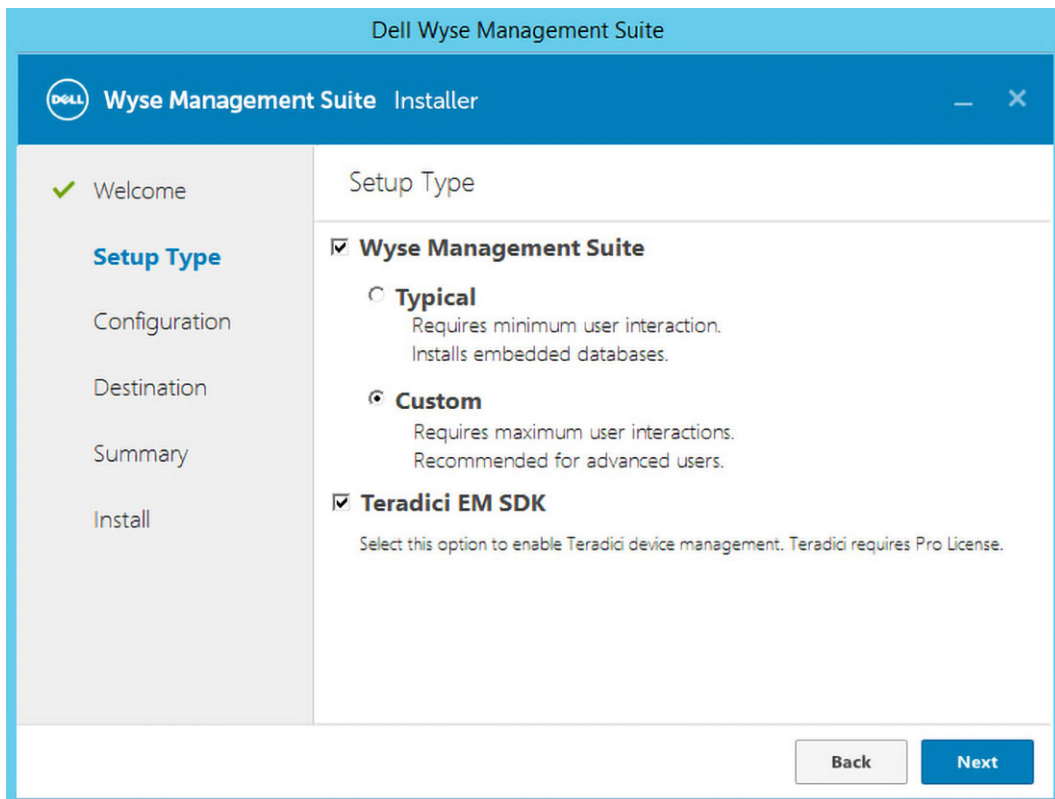 Dell Wyse Management Suite
DELL Wyse Management Suite Installer
Welcome
Setup Type
Configuration
Destination
Summary
Install
Setup Type
Wyse Management Suite
Typical
Requires minimum user interaction.
Installs embedded databases.
Custom
Requires maximum user interactions.
Recommended for advanced users.
Teradici EM SDK
Select this option to enable Teradici device management. Teradici requires Pro License.
Back
Next